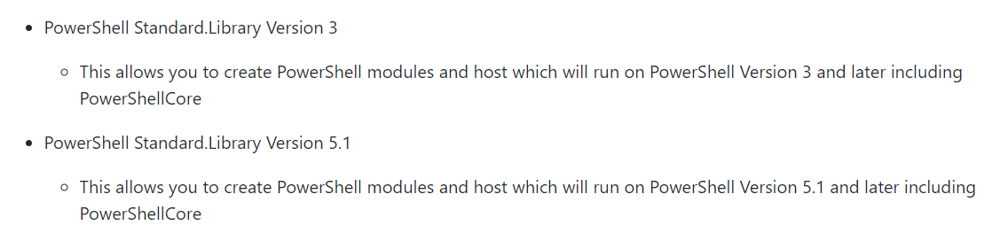 PowerShell Standard.Library Version 3
This allows you to create PowerShell modules and host which will run on PowerShell Version 3 and later including
PowerShellCore
PowerShell Standard.Library Version 5.1
This allows you to create PowerShell modules and host which will run on PowerShell Version 5.1 and later including
PowerShellCore